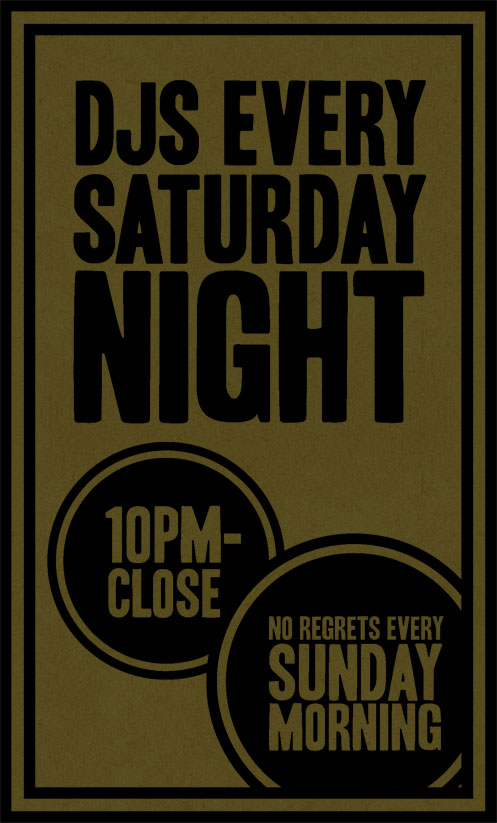 DJS EVERY
SATURDAY
NIGHT
10PM-
CLOSE
NO REGRETS EVERY
SUNDAY
MORNING